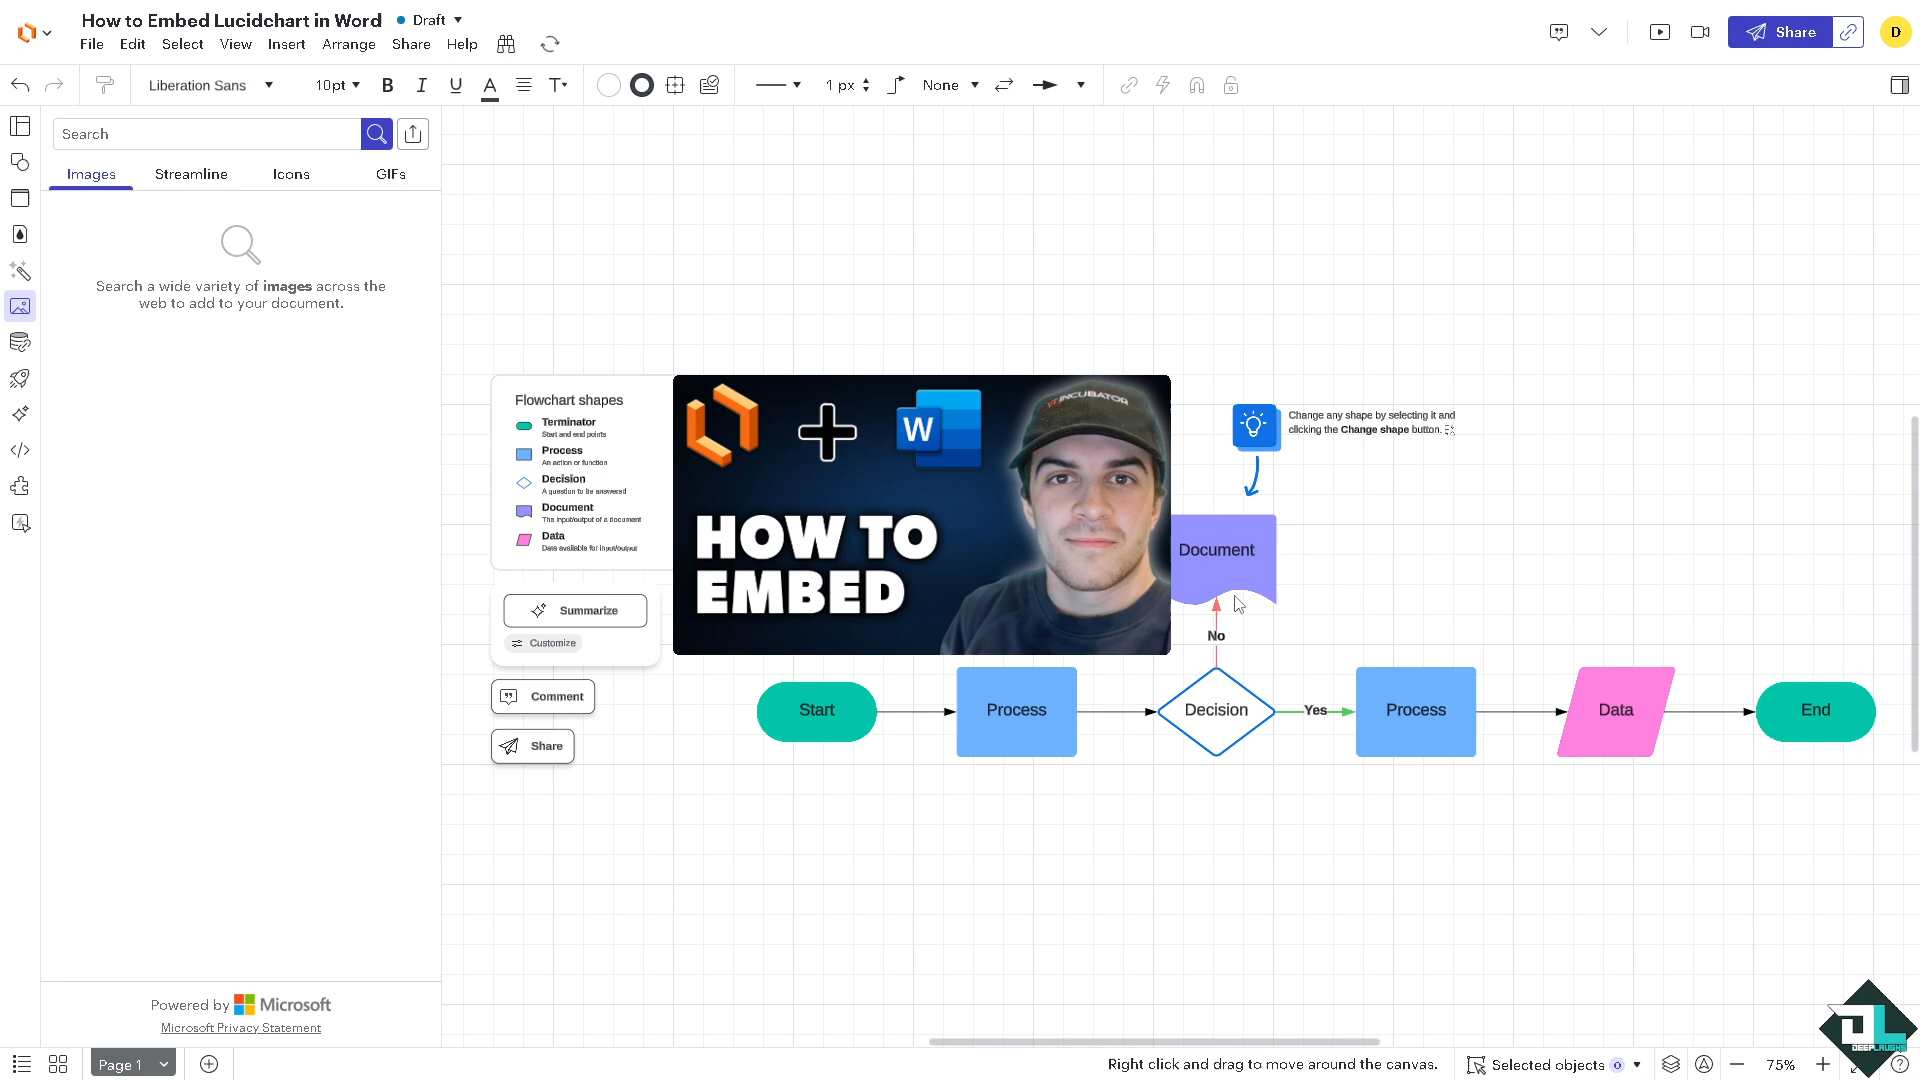 How to Embed Lucidchart in Word
Draft
File Edit Select View Insert Arrange Share Help
Share
D
Liberation Sans
10pt
B I U A T
1 px
None
Search
Images Streamline Icons GIFs
Search a wide variety of images across the
web to add to your document.
Powered by Microsoft
Microsoft Privacy Statement
Flowchart shapes
Terminator
Start and end points
Process
An action or function
Decision
A question to be answered
Document
The input/output of a document
Data
Data available for input/output
Summarize
Customize
Comment
Share
YTINCUBATOR
W
HOW TO
EMBED
Change any shape by selecting it and
clicking the Change shape button.
Document
No
Start
Process
Decision
Yes
Process
Data
End
Page 1
Right click and drag to move around the canvas.
Selected objects 0
75%
DEEPLAUGHS